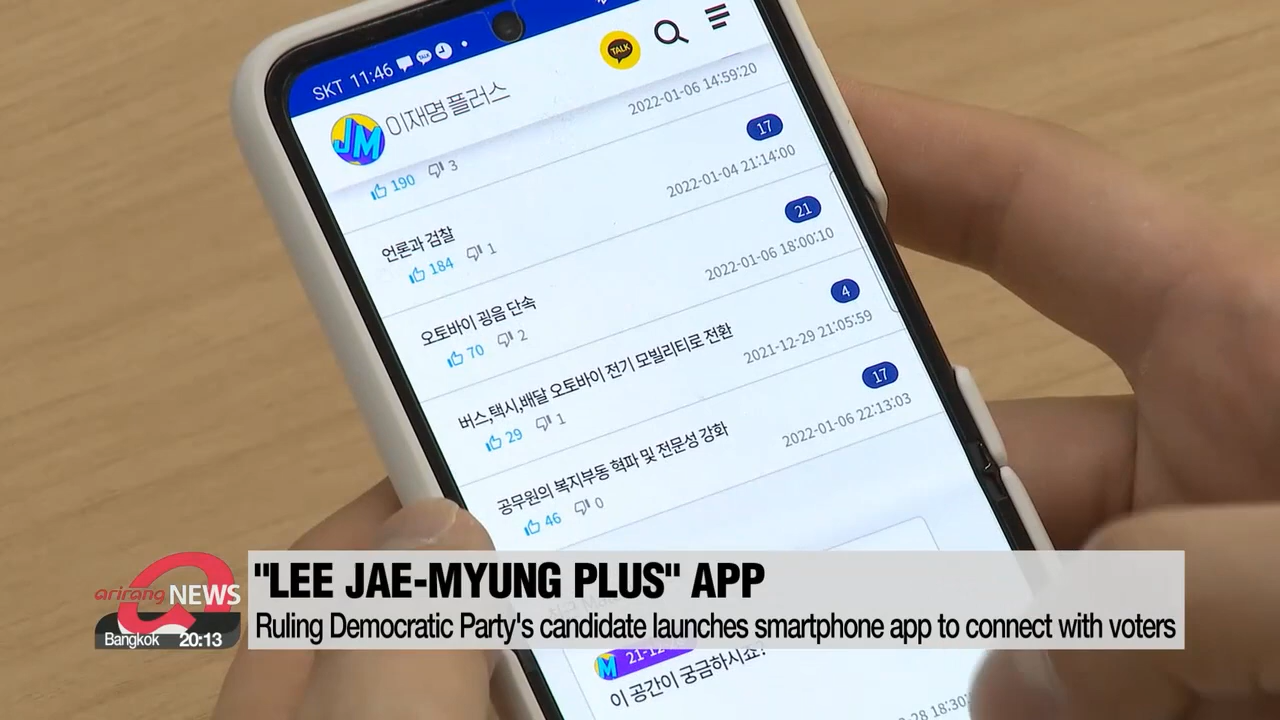 SKT 11:46
TALK
JM 이재명플러스
2022-01-06 14:59:20
190 3
17
2022-01-04 21:14:00
언론과 검찰
184 1
21
2022-01-06 18:00:10
오토바이 굉음 단속
70 2
4
2021-12-29 21:05:59
버스,택시,배달 오토바이 전기 모빌리티로 전환
29 1
17
2022-01-06 22:13:03
공무원의 복지부동 혁파 및 전문성 강화
46 0
arirang NEWS
Bangkok 20:13
"LEE JAE-MYUNG PLUS" APP
Ruling Democratic Party's candidate launches smartphone app to connect with voters
M 21-12
이 공간이 궁금하시죠?
28 18:30